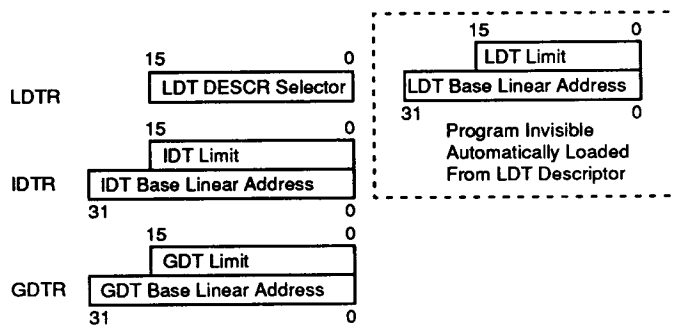 15 0
LDT DESCR Selector
LDTR
15 0
IDT Limit
IDTR
IDT Base Linear Address
31 0
15 0
GDT Limit
GDTR
GDT Base Linear Address
31 0
15 0
LDT Limit
LDT Base Linear Address
31 0
Program Invisible
Automatically Loaded
From LDT Descriptor